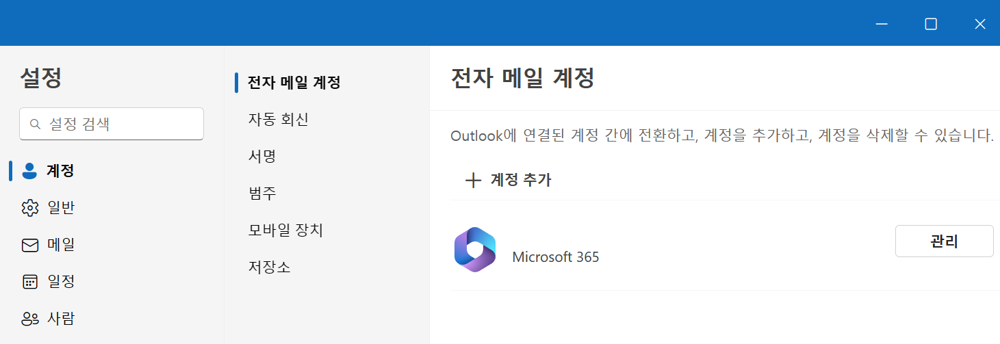 설정
설정 검색
계정
일반
메일
일정
사람
전자 메일 계정
자동 회신
서명
범주
모바일 장치
저장소
전자 메일 계정
Outlook에 연결된 계정 간에 전환하고, 계정을 추가하고, 계정을 삭제할 수 있습니다.
계정 추가
Microsoft 365
관리